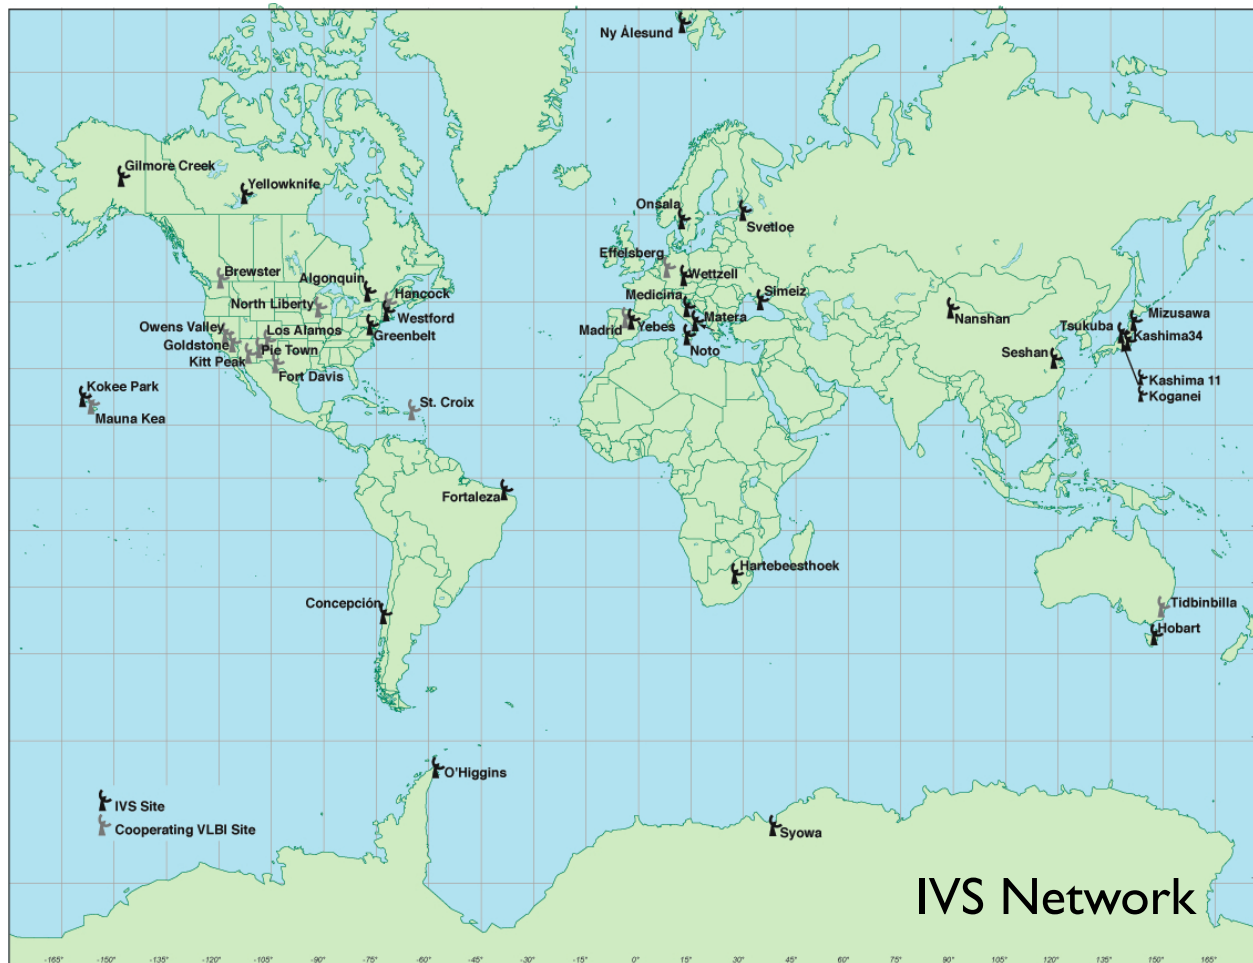 Ny Ålesund
Gilmore Creek
Yellowknife
Onsala
Svetloe
Effelsberg
Brewster
Algonquin
Wettzell
Hancock
Medicina
Simeiz
North Liberty
Westford
Nanshan
Mizusawa
Owens Valley
Los Alamos
Greenbelt
Madrid
Yebes
Matera
Tsukuba
Kashima34
Goldstone
Pie Town
Noto
Seshan
Kitt Peak
Fort Davis
Kashima 11
Kokee Park
Koganei
Mauna Kea
St. Croix
Fortaleza
Hartebeesthoek
Concepción
Tidbinbilla
Hobart
O'Higgins
IVS Site
Cooperating VLBI Site
Syowa
IVS Network
-165° -150° -135° -120° -105° -90° -75° -60° -45° -30° -15° 0° 15° 30° 45° 60° 75° 90° 105° 120° 135° 150° 165°